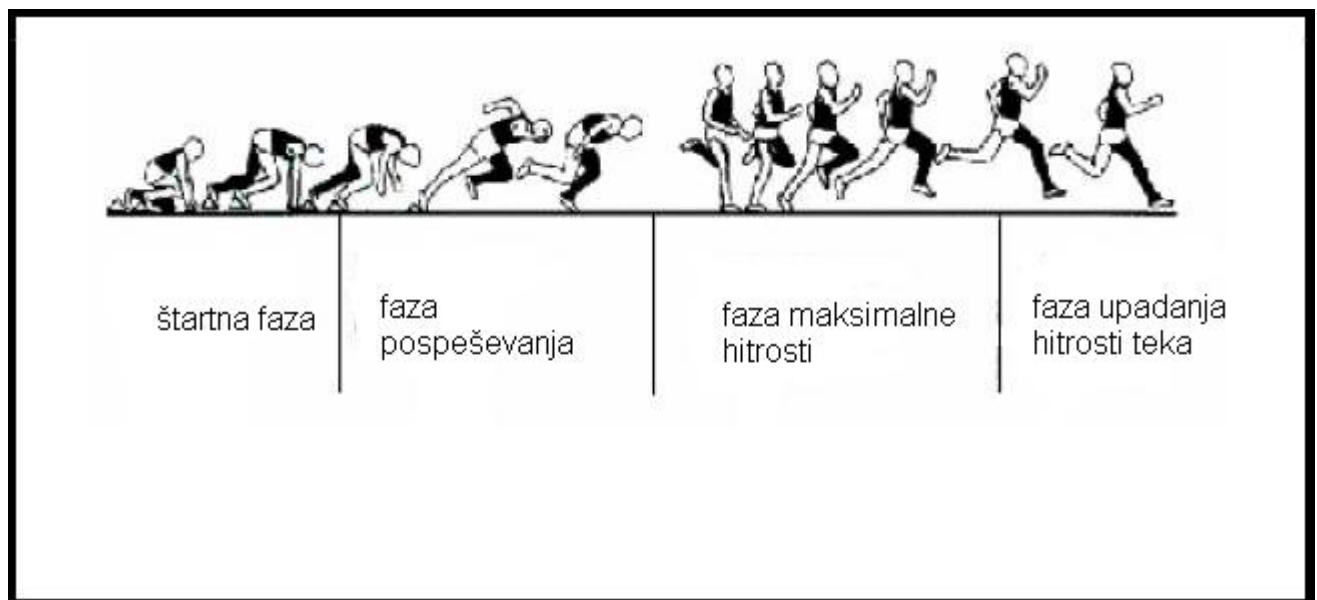 štartna faza
faza
pospeševanja
faza maksimalne
hitrosti
faza upadanja
hitrosti teka